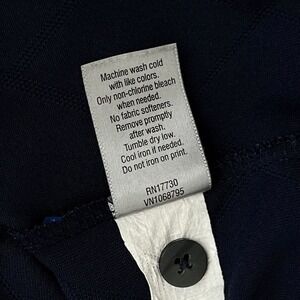 Machine wash cold
with like colors.
Only non-chlorine bleach
when needed.
No fabric softeners.
Remove promptly
after wash.
Tumble dry low.
Cool iron if needed.
Do not iron on print.
RN17730
VN1068795